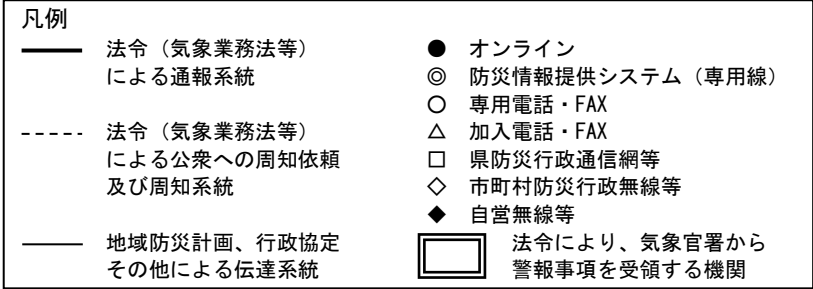 凡例
法令（気象業務法等）
による通報系統
法令（気象業務法等）
による公衆への周知依頼
及び周知系統
地域防災計画、行政協定
その他による伝達系統
● オンライン
◎ 防災情報提供システム（専用線）
○ 専用電話・FAX
△ 加入電話・FAX
□ 県防災行政通信網等
◇ 市町村防災行政無線等
◆ 自営無線等
法令により、気象官署から
警報事項を受領する機関